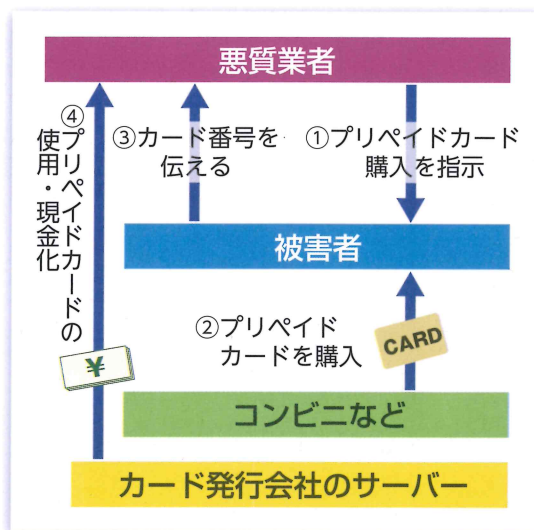 悪質業者
①プリペイドカード
購入を指示
③カード番号を
伝える
④プリペイドカードの
使用・現金化
被害者
②プリペイド
カードを購入
CARD
¥
コンビニなど
カード発行会社のサーバー